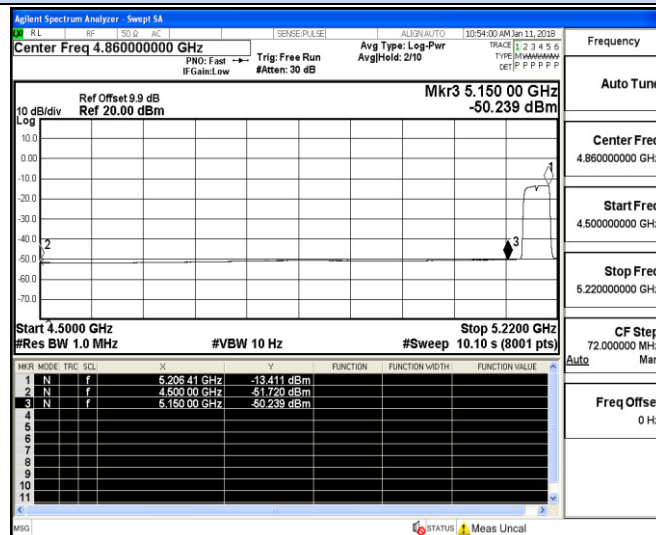 Agilent Spectrum Analyzer - Swept SA
RL RF 50 Ω AC SENSE:PULSE ALIGN AUTO 10:54:00 AM Jan 11, 2018
Center Freq 4.860000000 GHz
PNO: Fast
IFGain:Low
Trig: Free Run
#Atten: 30 dB
Avg Type: Log-Pwr
Avg|Hold: 2/10
TRACE 1 2 3 4 5 6
TYPE M
DET P P P P P P
Mkr3 5.150 00 GHz
-50.239 dBm
Ref Offset 9.9 dB
10 dB/div Ref 20.00 dBm
Log
10.0
0.00
-10.0
-20.0
-30.0
-40.0
-50.0
-60.0
-70.0
1
2
3
Start 4.5000 GHz Stop 5.2200 GHz
#Res BW 1.0 MHz #VBW 10 Hz #Sweep 10.10 s (8001 pts)
MKR MODE TRC SCL X Y FUNCTION FUNCTION WIDTH FUNCTION VALUE
1 N f 5.206 41 GHz -13.411 dBm
2 N f 4.500 00 GHz -51.720 dBm
3 N f 5.150 00 GHz -50.239 dBm
4
5
6
7
8
9
10
11
MSG STATUS Meas Uncal
Frequency
Auto Tune
Center Freq
4.860000000 GHz
Start Freq
4.500000000 GHz
Stop Freq
5.220000000 GHz
CF Step
72.000000 MHz
Auto Man
Freq Offset
0 Hz